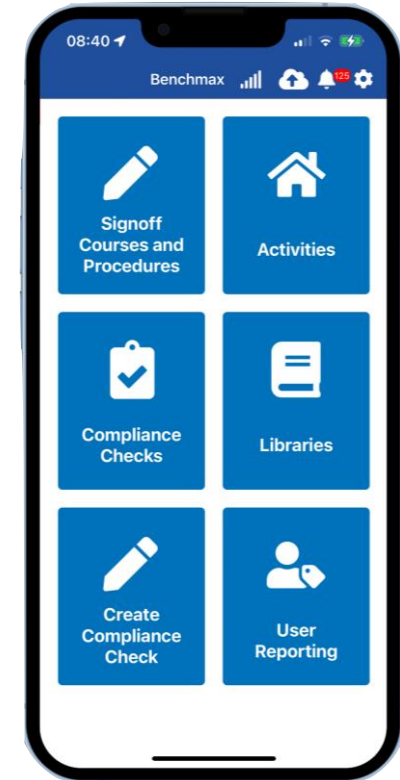 08:40
Benchmax
125
Signoff
Courses and
Procedures
Activities
Compliance
Checks
Libraries
Create
Compliance
Check
User
Reporting